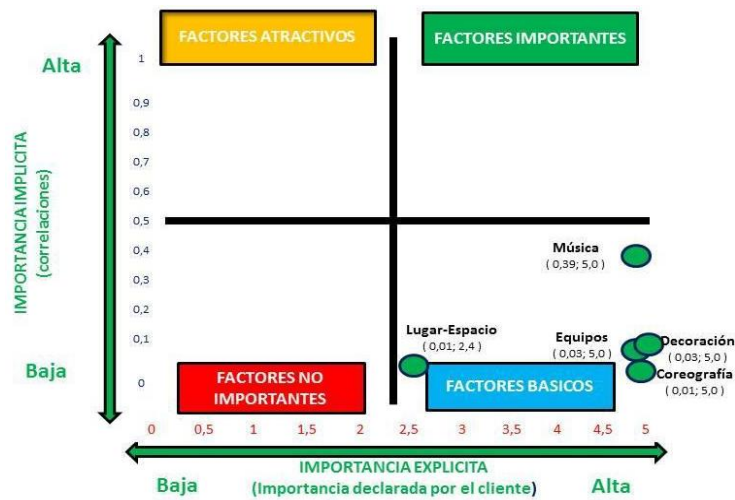 FACTORES ATRACTIVOS
FACTORES IMPORTANTES
Alta
1
0,9
0,8
0,7
0,6
0,5
0,4
0,3
0,2
0,1
0
IMPORTANCIA IMPLICITA
(correlaciones)
Baja
Música
( 0,39; 5,0 )
Lugar-Espacio
( 0,01; 2,4 )
Equipos
( 0,03; 5,0 )
Decoración
( 0,03; 5,0 )
Coreografía
( 0,01; 5,0 )
FACTORES NO
IMPORTANTES
FACTORES BASICOS
0 0,5 1 1,5 2 2,5 3 3,5 4 4,5 5
Baja
IMPORTANCIA EXPLICITA
(Importancia declarada por el cliente)
Alta